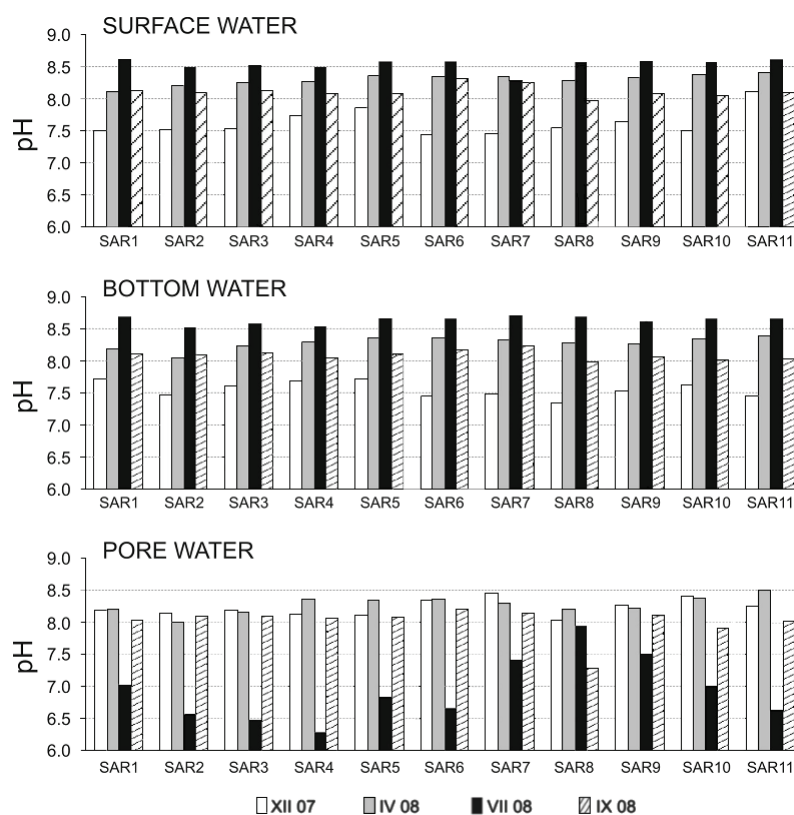 SURFACE WATER
9.0
8.5
8.0
7.5
7.0
6.5
6.0
pH
SAR1 SAR2 SAR3 SAR4 SAR5 SAR6 SAR7 SAR8 SAR9 SAR10 SAR11
BOTTOM WATER
9.0
8.5
8.0
7.5
7.0
6.5
6.0
pH
SAR1 SAR2 SAR3 SAR4 SAR5 SAR6 SAR7 SAR8 SAR9 SAR10 SAR11
PORE WATER
9.0
8.5
8.0
7.5
7.0
6.5
6.0
pH
SAR1 SAR2 SAR3 SAR4 SAR5 SAR6 SAR7 SAR8 SAR9 SAR10 SAR11
XII 07 IV 08 VII 08 IX 08